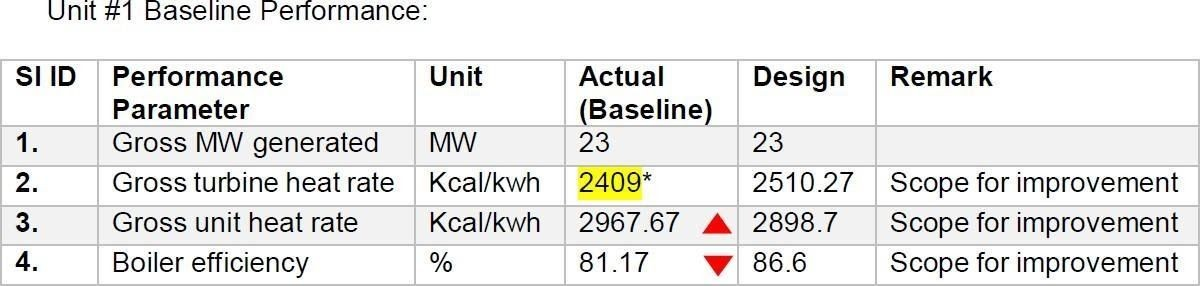 Unit #1 Baseline Performance:
SI ID Performance Parameter Unit Actual (Baseline) Design Remark
1. Gross MW generated MW 23 23
2. Gross turbine heat rate Kcal/kwh 2409* 2510.27 Scope for improvement
3. Gross unit heat rate Kcal/kwh 2967.67 2898.7 Scope for improvement
4. Boiler efficiency % 81.17 86.6 Scope for improvement